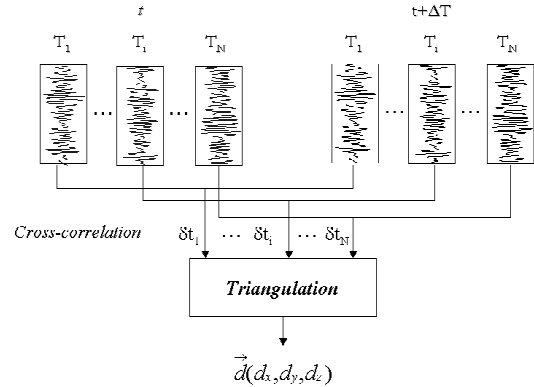 t t+ΔT
T1 Ti TN T1 Ti TN
... ... ... ...
Cross-correlation δt1 ... δti ... δtN
Triangulation
d⃗(dx,dy,dz)